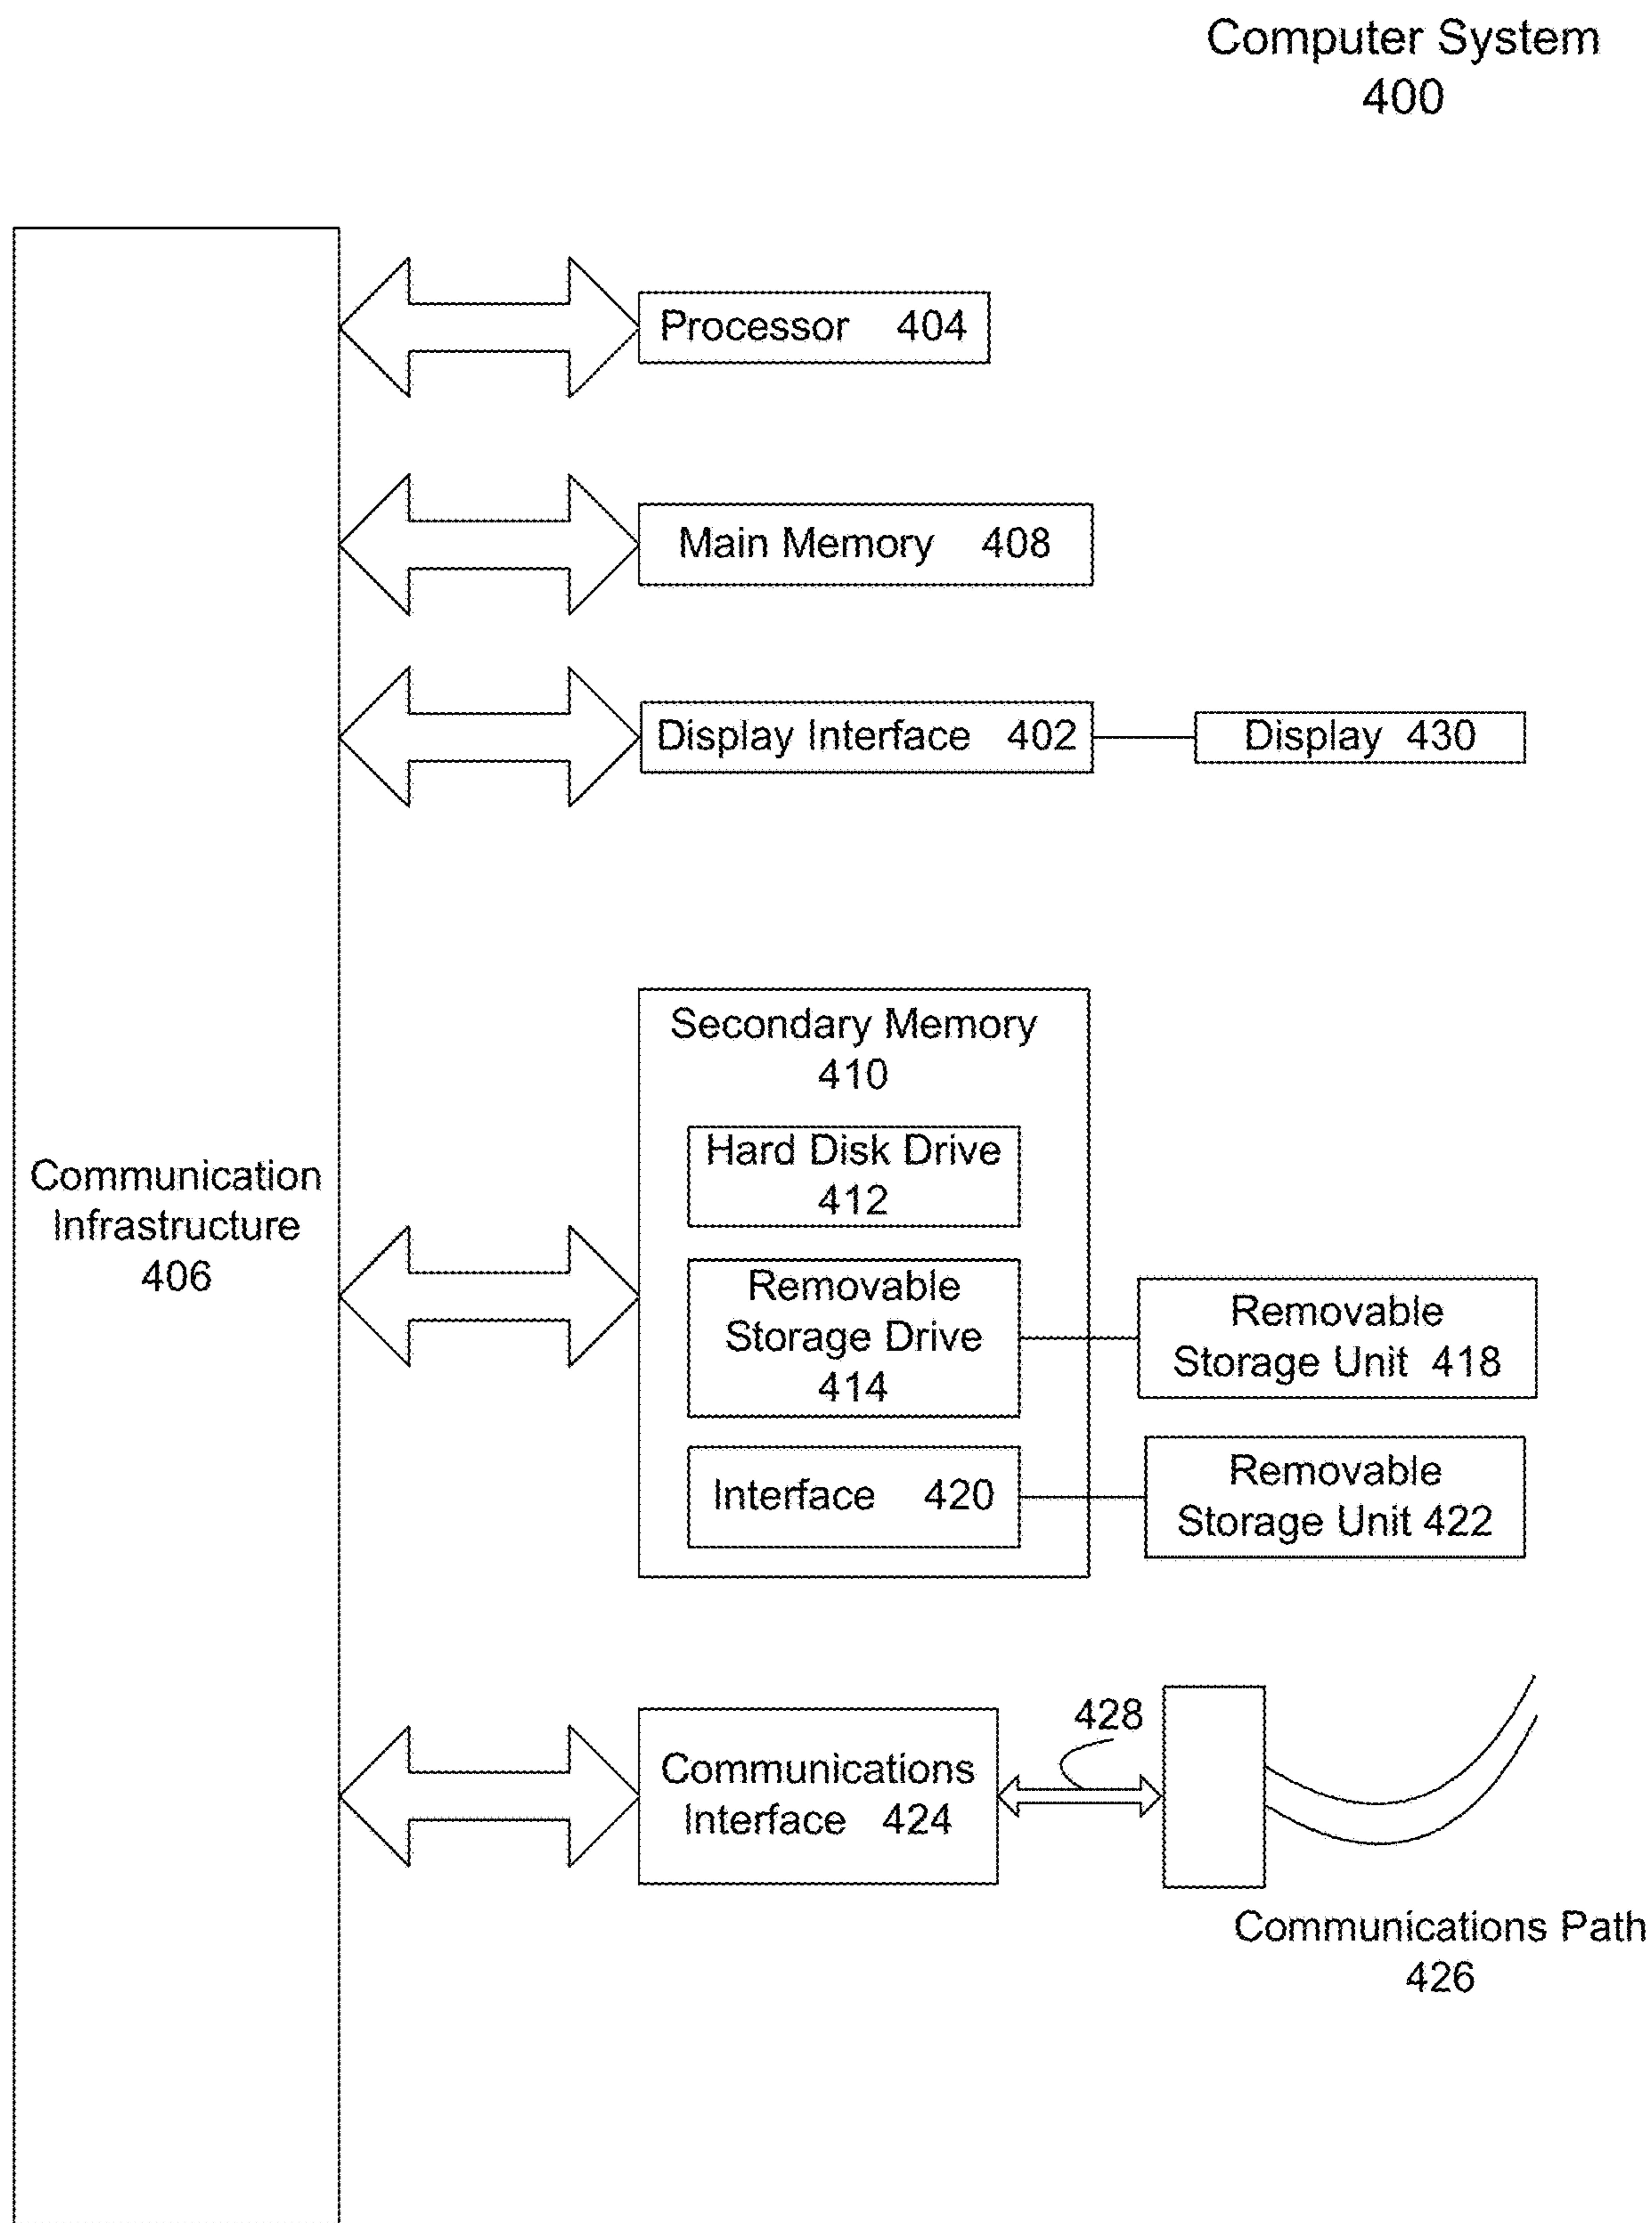 Computer System
400
Processor 404
Main Memory 408
Display Interface 402
Display 430
Secondary Memory
410
Hard Disk Drive
412
Communication
Infrastructure
406
Removable
Storage Drive
414
Removable
Storage Unit 418
Interface 420
Removable
Storage Unit 422
428
Communications
Interface 424
Communications Path
426